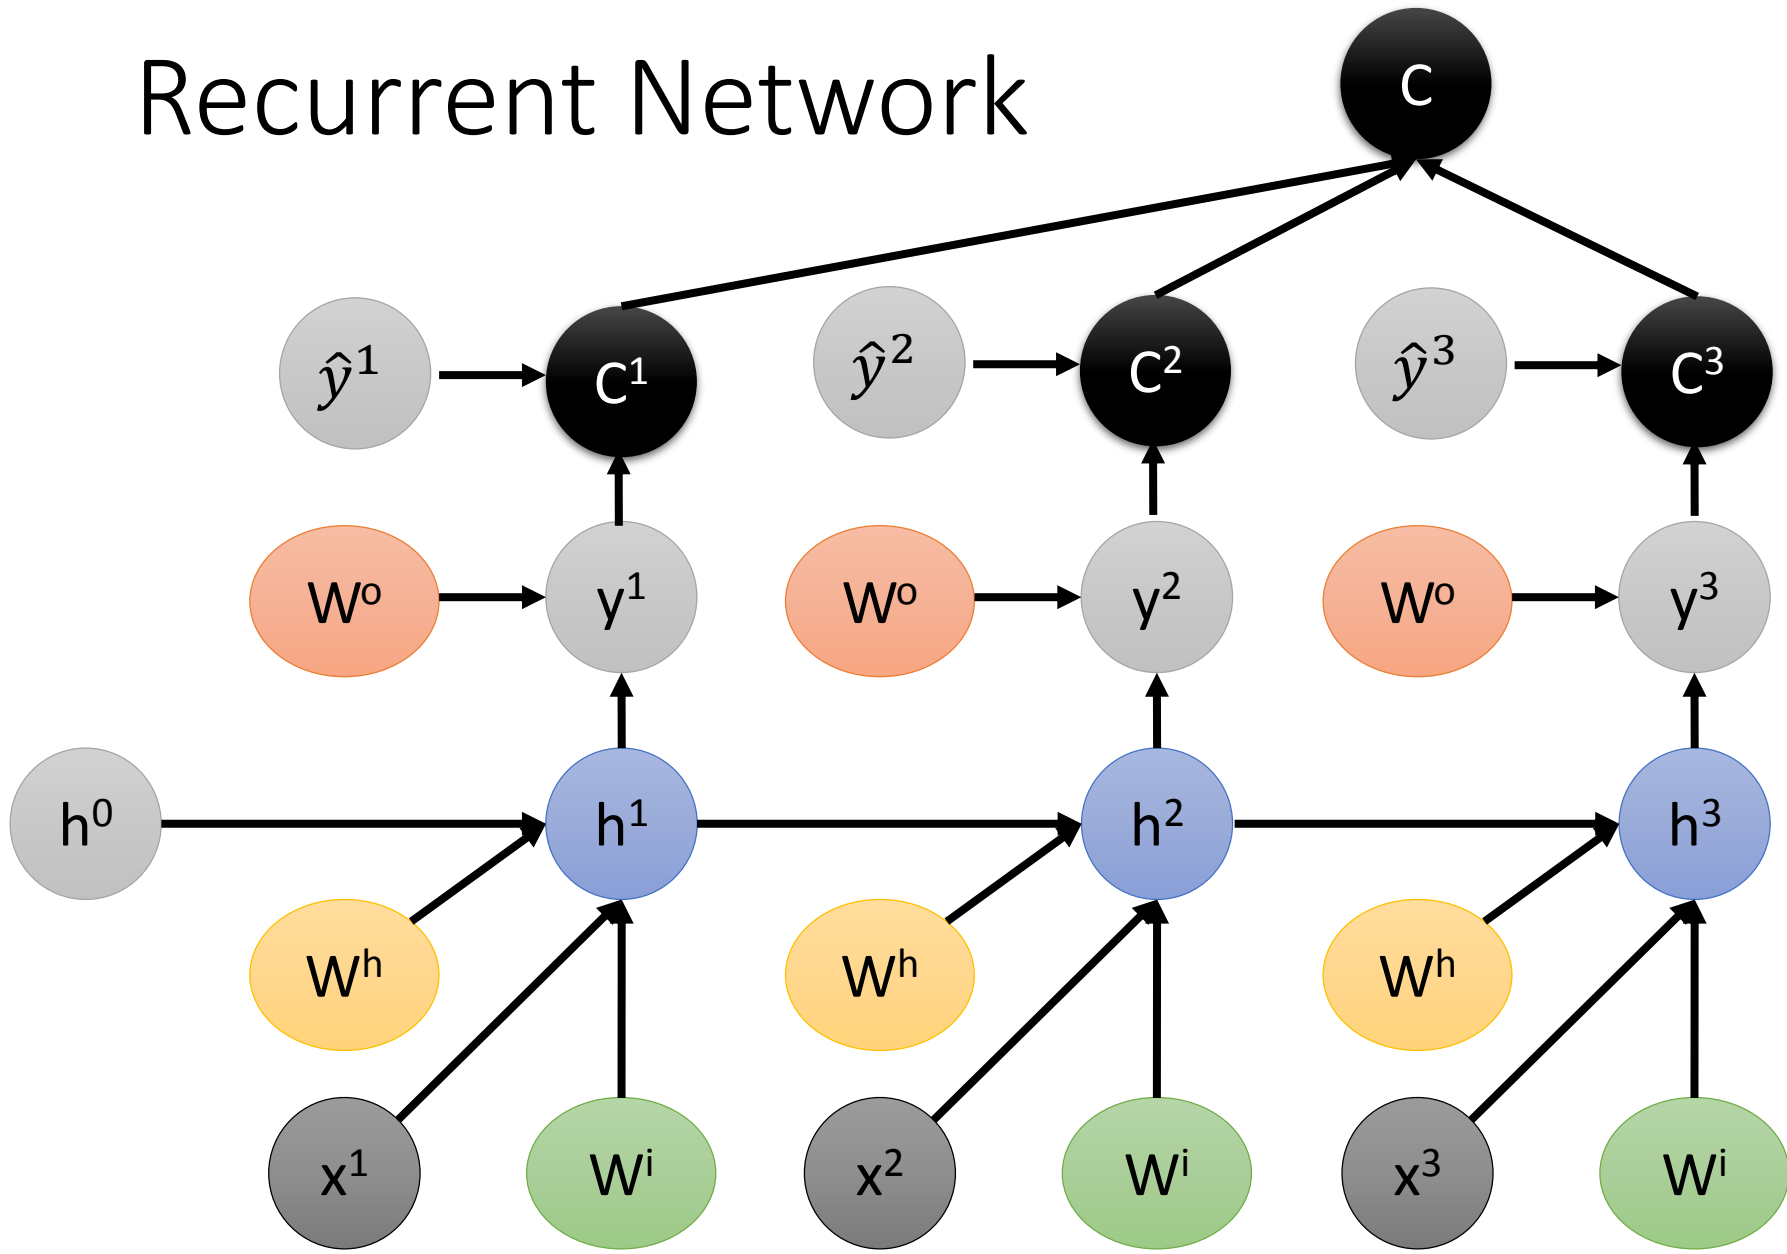 Recurrent Network
C
ŷ¹ C¹ ŷ² C² ŷ³ C³
Wᵒ y¹ Wᵒ y² Wᵒ y³
h⁰ h¹ h² h³
Wʰ Wʰ Wʰ
x¹ Wⁱ x² Wⁱ x³ Wⁱ